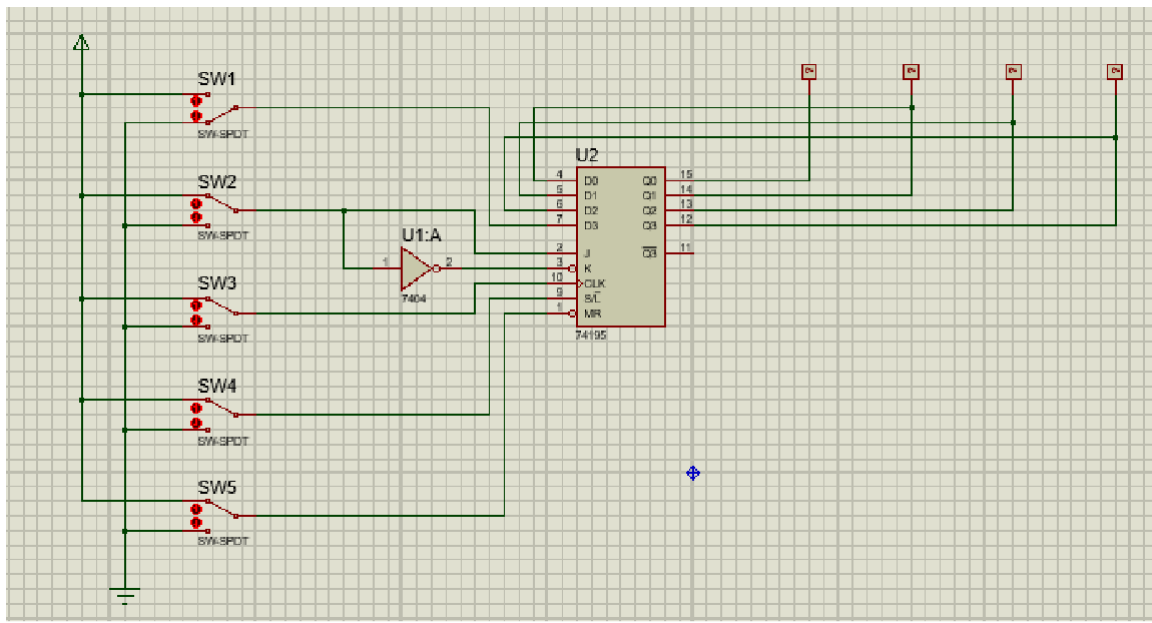 SW1
SW-SPDT
SW2
SW-SPDT
U1:A
1 2
7404
SW3
SW-SPDT
SW4
SW-SPDT
SW5
SW-SPDT
? ? ? ?
U2
4 D0 Q0 15
5 D1 Q1 14
6 D2 Q2 13
7 D3 Q3 12
2 J Q3 11
3 K
10 CLK
9 S/L
1 MR
74195